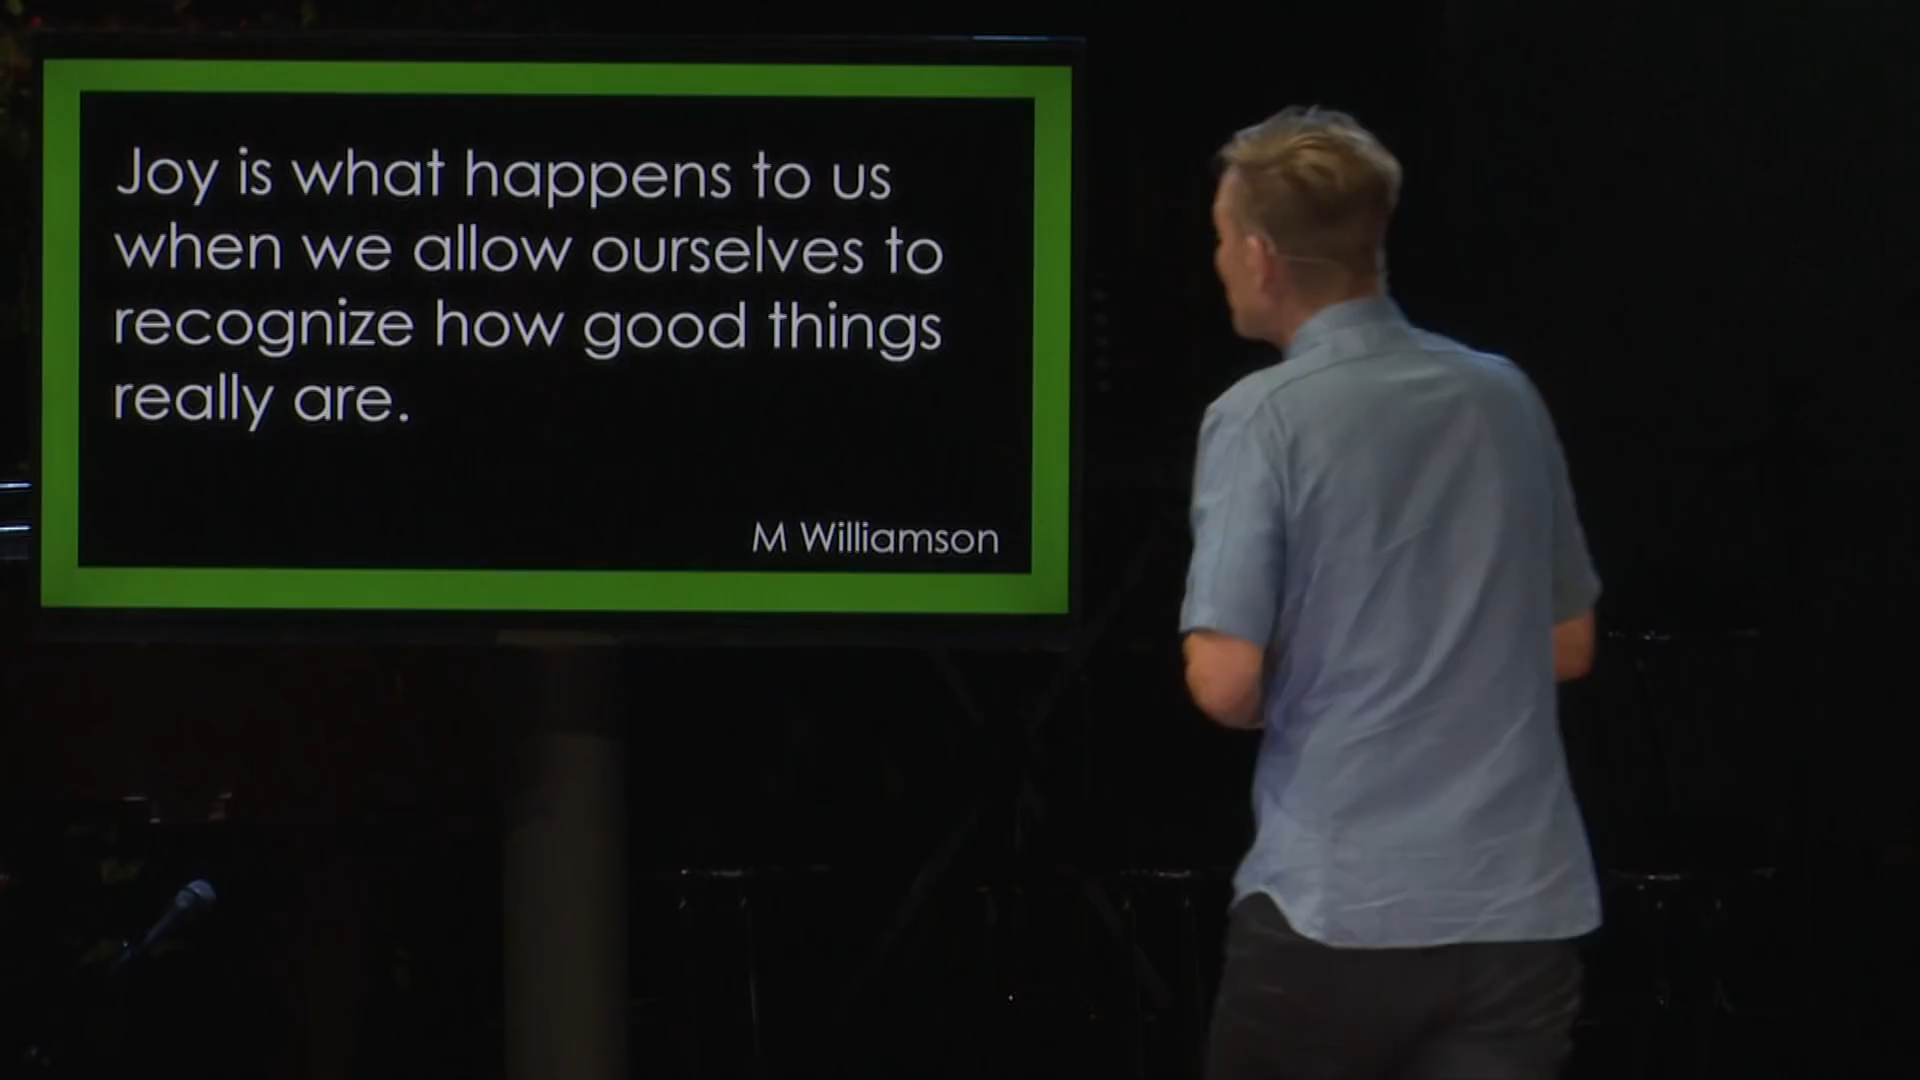 Joy is what happens to us
when we allow ourselves to
recognize how good things
really are.
M Williamson